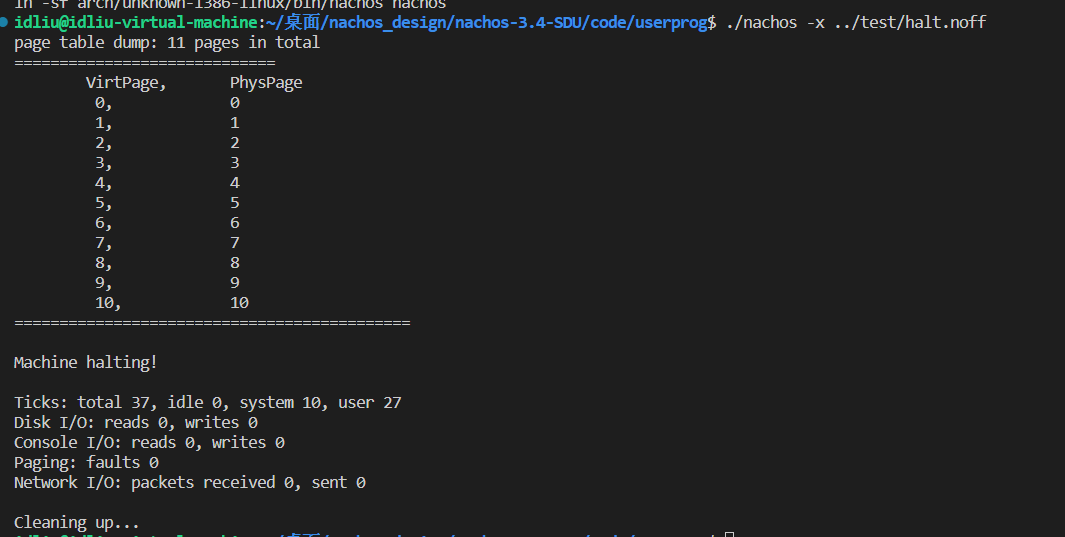 ln -sf arch/unknown-i386-linux/bin/nachos nachos
idliu@idliu-virtual-machine:~/桌面/nachos_design/nachos-3.4-SDU/code/userprog$ ./nachos -x ../test/halt.noff
page table dump: 11 pages in total
=============================
VirtPage, PhysPage
0, 0
1, 1
2, 2
3, 3
4, 4
5, 5
6, 6
7, 7
8, 8
9, 9
10, 10
============================================
Machine halting!
Ticks: total 37, idle 0, system 10, user 27
Disk I/O: reads 0, writes 0
Console I/O: reads 0, writes 0
Paging: faults 0
Network I/O: packets received 0, sent 0
Cleaning up...